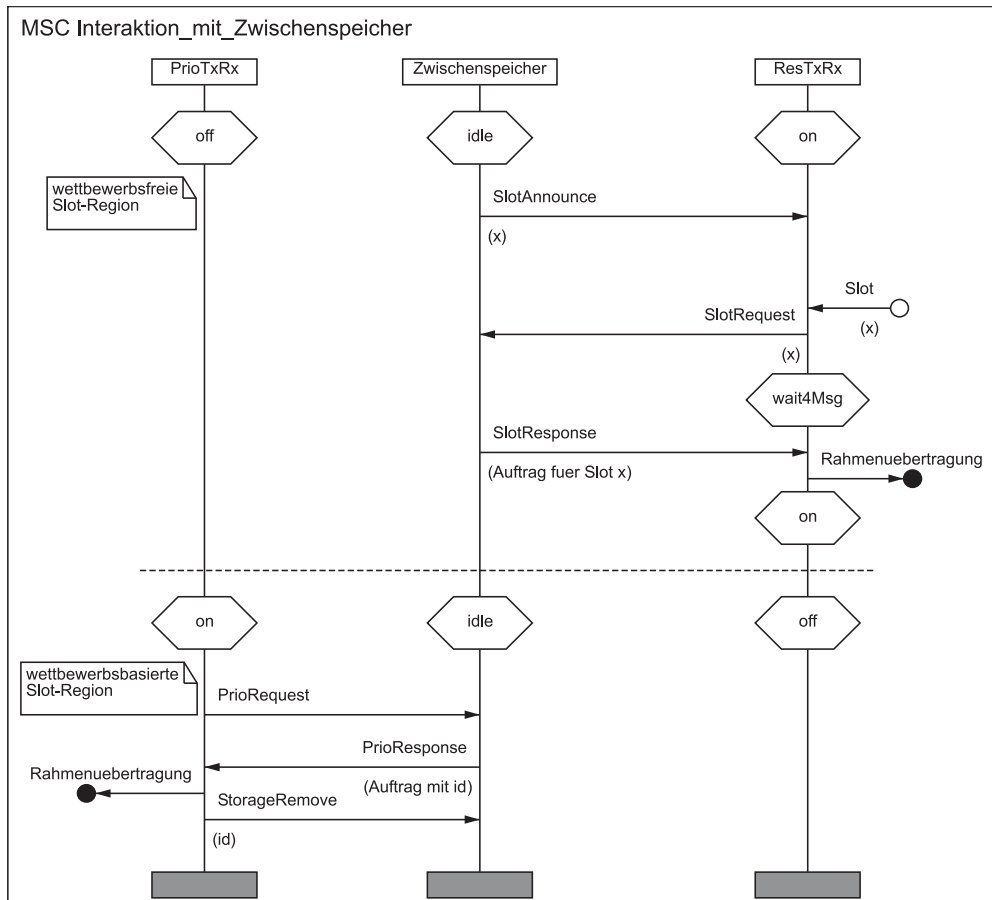 MSC Interaktion_mit_Zwischenspeicher
PrioTxRx
Zwischenspeicher
ResTxRx
off
idle
on
wettbewerbsfreie
Slot-Region
SlotAnnounce
(x)
Slot
(x)
SlotRequest
(x)
wait4Msg
SlotResponse
(Auftrag fuer Slot x)
Rahmenuebertragung
on
on
idle
off
wettbewerbsbasierte
Slot-Region
PrioRequest
PrioResponse
(Auftrag mit id)
Rahmenuebertragung
StorageRemove
(id)